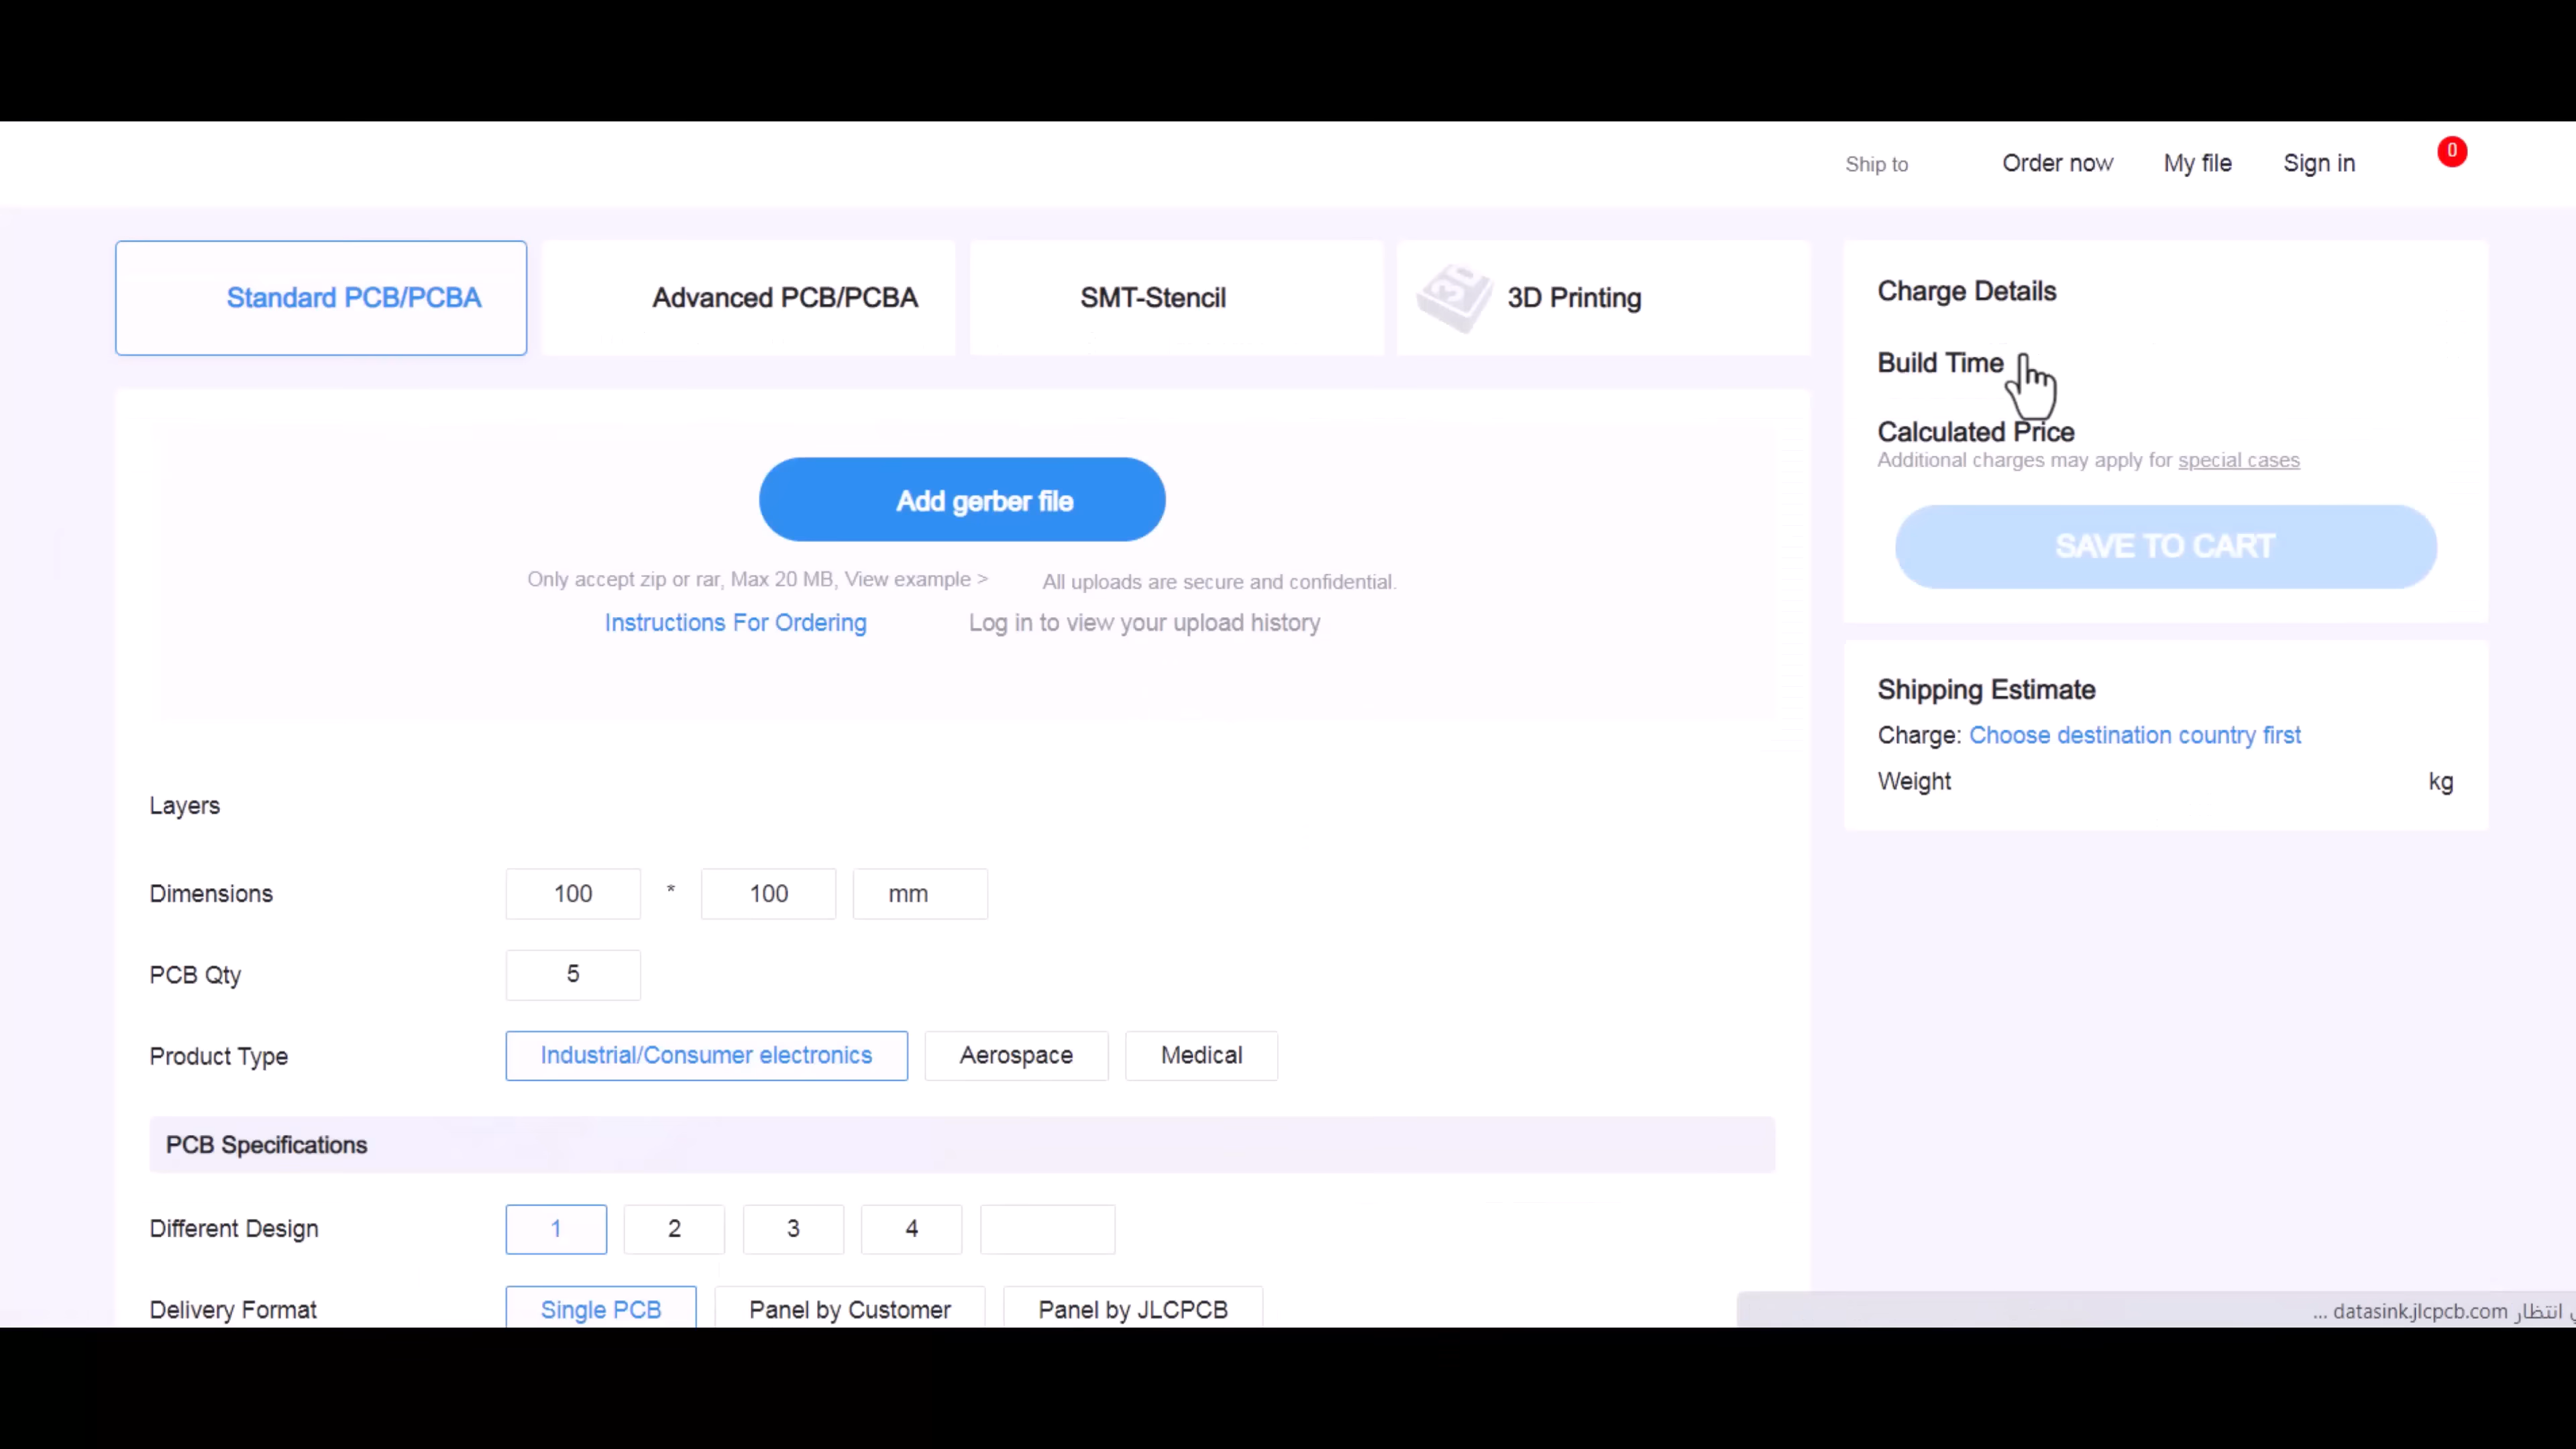 Ship to Order now My file Sign in 0
Standard PCB/PCBA Advanced PCB/PCBA SMT-Stencil 3D Printing
Charge Details
Build Time
Calculated Price
Additional charges may apply for special cases
SAVE TO CART
Add gerber file
Only accept zip or rar, Max 20 MB, View example > All uploads are secure and confidential.
Instructions For Ordering Log in to view your upload history
Shipping Estimate
Charge: Choose destination country first
Weight kg
Layers
Dimensions 100 * 100 mm
PCB Qty 5
Product Type Industrial/Consumer electronics Aerospace Medical
PCB Specifications
Different Design 1 2 3 4
Delivery Format Single PCB Panel by Customer Panel by JLCPCB
انتظار datasink.jlcpcb.com ...